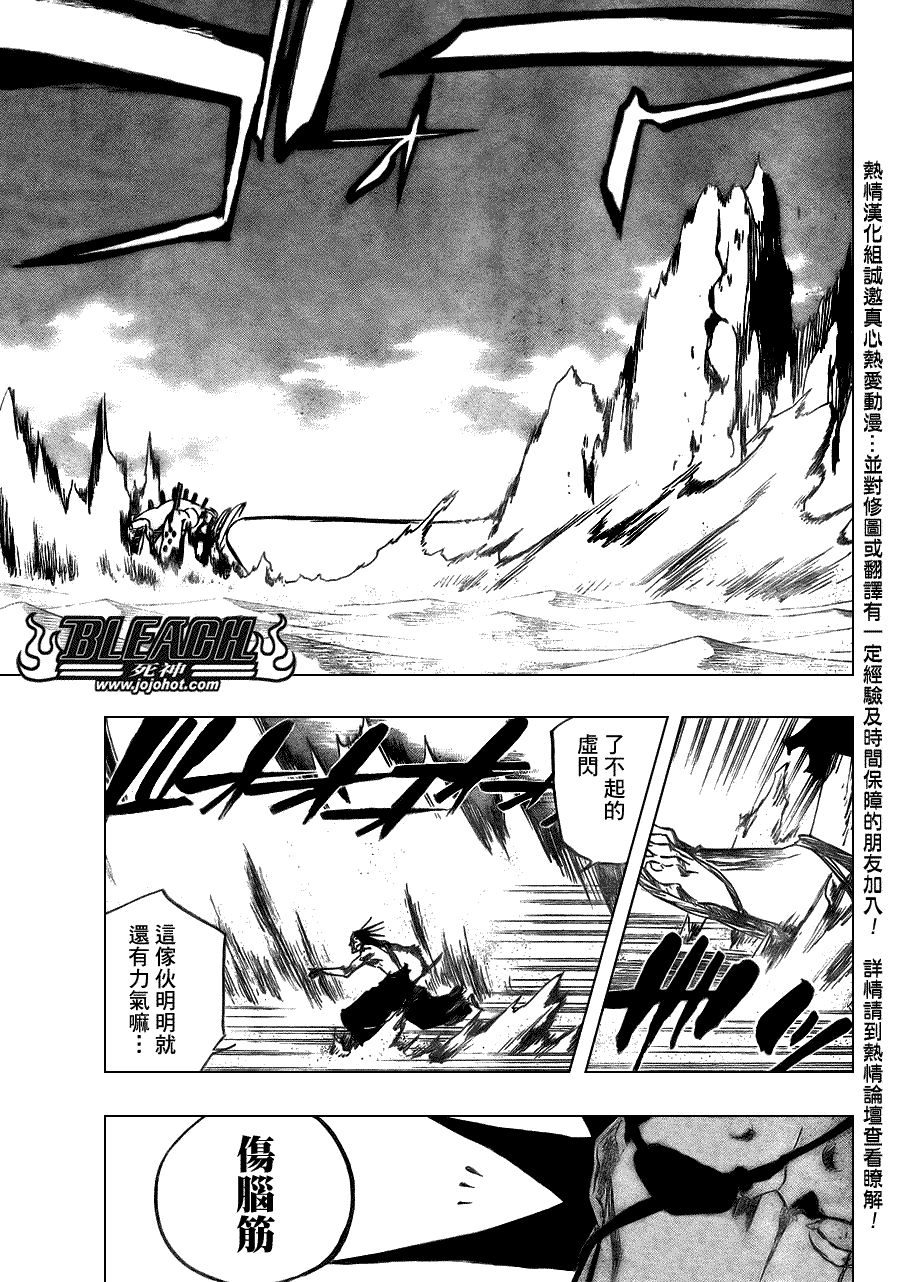 熱情漢化組誠邀真心熱愛動漫…並對修圖或翻譯有一定經驗及時間保障的朋友加入！　詳情請到熱情論壇查看瞭解！
BLEACH
死神
www.jojohot.com
了不起的
虛閃
這傢伙明明就
還有力氣嘛…
傷腦筋